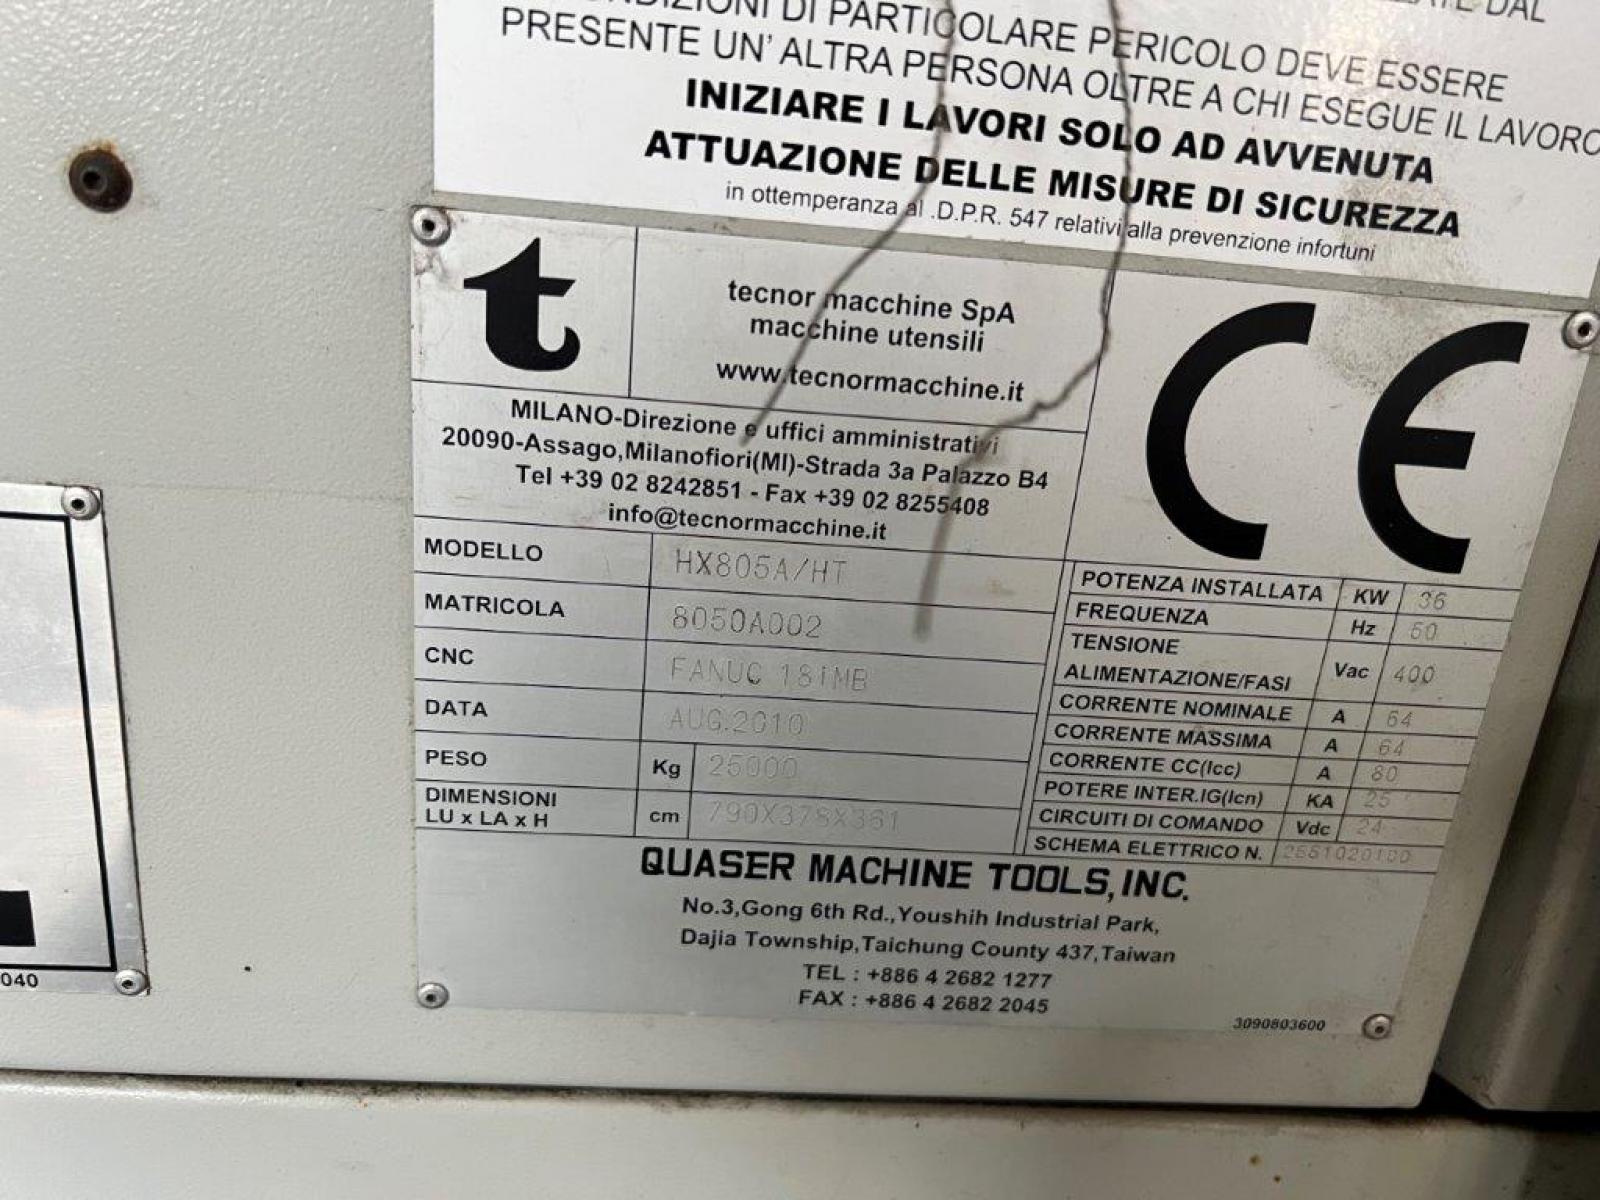 CONDIZIONI DI PARTICOLARE PERICOLO DEVE ESSERE
PRESENTE UN' ALTRA PERSONA OLTRE A CHI ESEGUE IL LAVORO
INIZIARE I LAVORI SOLO AD AVVENUTA
ATTUAZIONE DELLE MISURE DI SICUREZZA
in ottemperanza al .D.P.R. 547 relativi alla prevenzione infortuni
t
tecnor macchine SpA
macchine utensili
www.tecnormacchine.it
CE
MILANO-Direzione e uffici amministrativi
20090-Assago,Milanofiori(MI)-Strada 3a Palazzo B4
Tel +39 02 8242851 - Fax +39 02 8255408
info@tecnormacchine.it
MODELLO HX805A/HT
MATRICOLA 8050A002
CNC FANUC 18iMB
DATA AUG.2010
PESO Kg 25000
DIMENSIONI
LU x LA x H cm 790X378X361
POTENZA INSTALLATA KW 36
FREQUENZA Hz 50
TENSIONE
ALIMENTAZIONE/FASI Vac 400
CORRENTE NOMINALE A 64
CORRENTE MASSIMA A 64
CORRENTE CC(Icc) A 80
POTERE INTER.IG(Icn) KA 25
CIRCUITI DI COMANDO Vdc 24
SCHEMA ELETTRICO N.
QUASER MACHINE TOOLS,INC.
No.3,Gong 6th Rd.,Youshih Industrial Park,
Dajia Township,Taichung County 437,Taiwan
TEL : +886 4 2682 1277
FAX : +886 4 2682 2045
3090803600
040